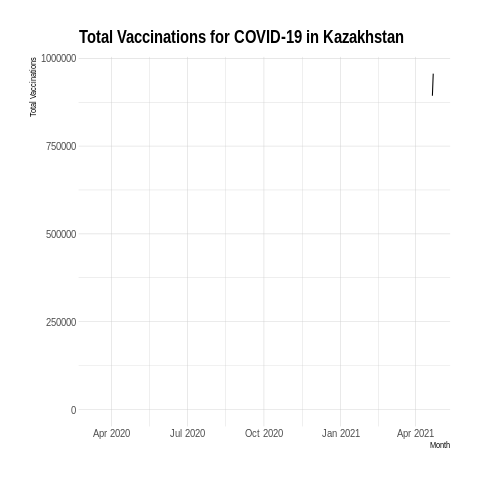 Total Vaccinations for COVID-19 in Kazakhstan
Total Vaccinations
1000000
750000
500000
250000
0
Apr 2020 Jul 2020 Oct 2020 Jan 2021 Apr 2021
Month